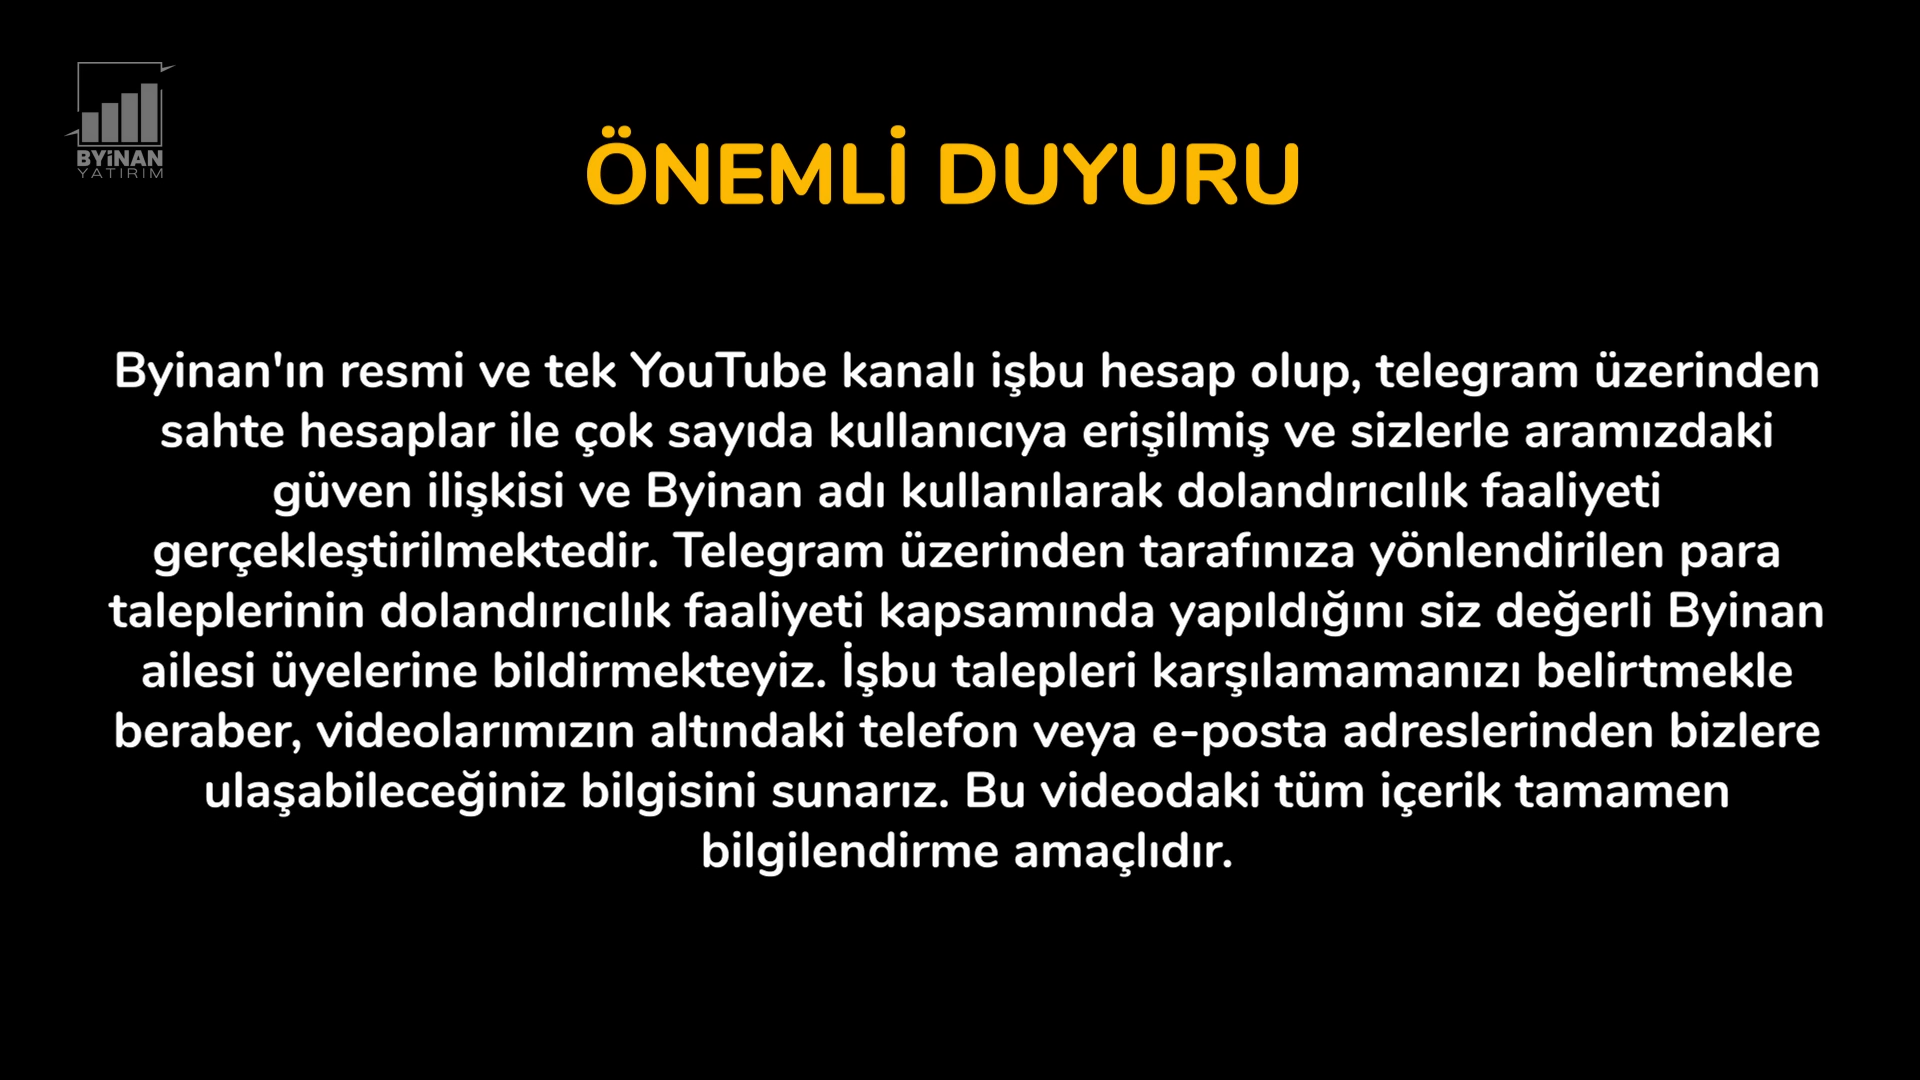 BYİNAN
YATIRIM
ÖNEMLİ DUYURU
Byinan'ın resmi ve tek YouTube kanalı işbu hesap olup, telegram üzerinden
sahte hesaplar ile çok sayıda kullanıcıya erişilmiş ve sizlerle aramızdaki
güven ilişkisi ve Byinan adı kullanılarak dolandırıcılık faaliyeti
gerçekleştirilmektedir. Telegram üzerinden tarafınıza yönlendirilen para
taleplerinin dolandırıcılık faaliyeti kapsamında yapıldığını siz değerli Byinan
ailesi üyelerine bildirmekteyiz. İşbu talepleri karşılamamanızı belirtmekle
beraber, videolarımızın altındaki telefon veya e-posta adreslerinden bizlere
ulaşabileceğiniz bilgisini sunarız. Bu videodaki tüm içerik tamamen
bilgilendirme amaçlıdır.